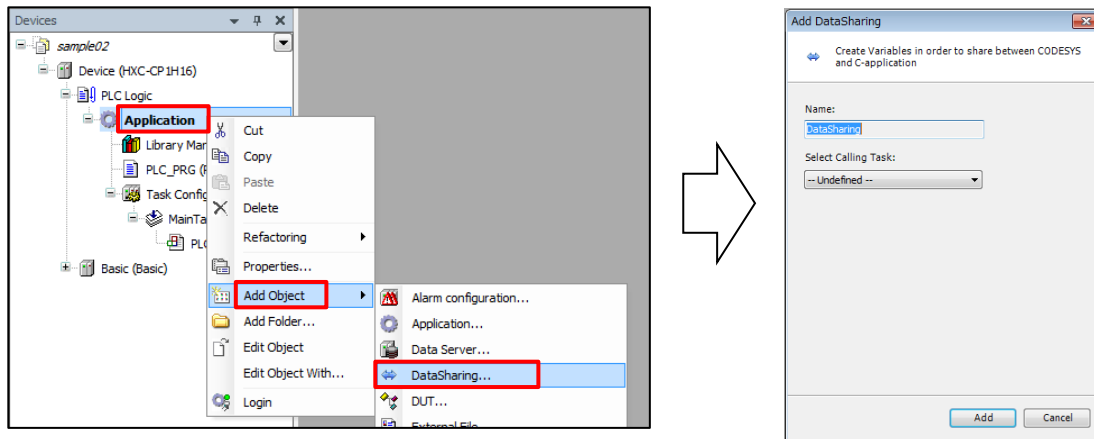 Devices
sample02
Device (HXC-CP1H16)
PLC Logic
Application
Library Mar
PLC_PRG (F
Task Config
MainTa
PLC
Basic (Basic)
Cut
Copy
Paste
Delete
Refactoring
Properties...
Add Object
Add Folder...
Edit Object
Edit Object With...
Login
Alarm configuration...
Application...
Data Server...
DataSharing...
DUT...
External File
Add DataSharing
Create Variables in order to share between CODESYS
and C-application
Name:
DataSharing
Select Calling Task:
-- Undefined --
Add
Cancel